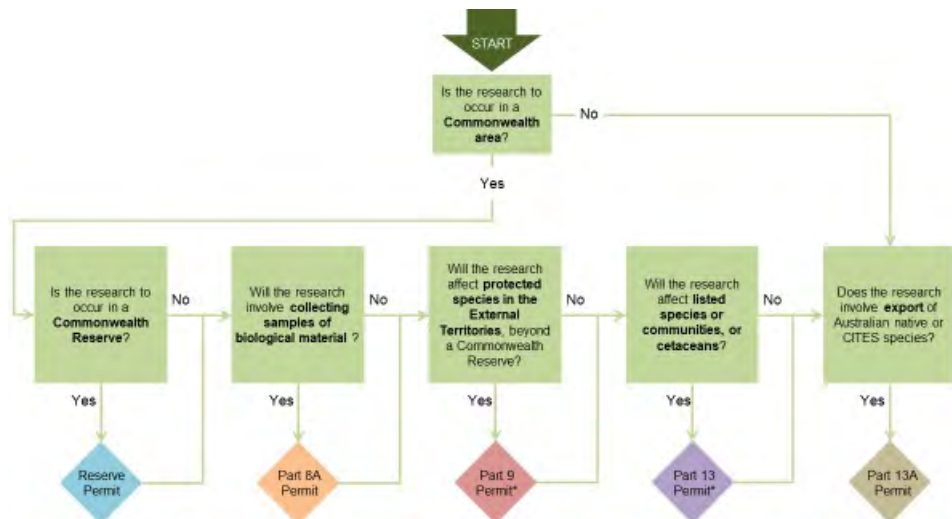 START
Is the research to
occur in a
Commonwealth
area?
No
Yes
Is the research to
occur in a
Commonwealth
Reserve?
No
Yes
Reserve
Permit
Will the research
involve collecting
samples of
biological material ?
No
Yes
Part 8A
Permit
Will the research
affect protected
species in the
External
Territories, beyond
a Commonwealth
Reserve?
No
Yes
Part 9
Permit*
Will the research
affect listed
species or
communities, or
cetaceans?
No
Yes
Part 13
Permit*
Does the research
involve export of
Australian native or
CITES species?
Yes
Part 13A
Permit